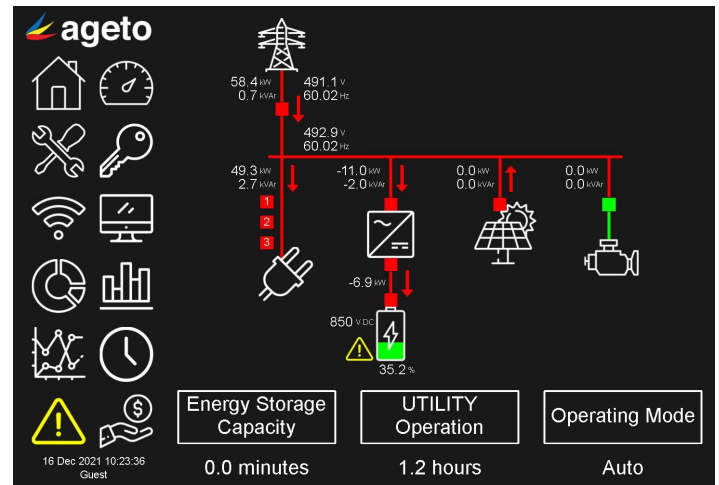 ageto
58.4 kW 491.1 V
0.7 kVAr 60.02 Hz
492.9 V
60.02 Hz
49.3 kW -11.0 kW 0.0 kW 0.0 kW
2.7 kVAr -2.0 kVAr 0.0 kVAr 0.0 kVAr
1
2
3
-6.9 kW
850 V DC
35.2 %
Energy Storage Capacity
UTILITY Operation
Operating Mode
16 Dec 2021 10:23:36
Guest
0.0 minutes
1.2 hours
Auto